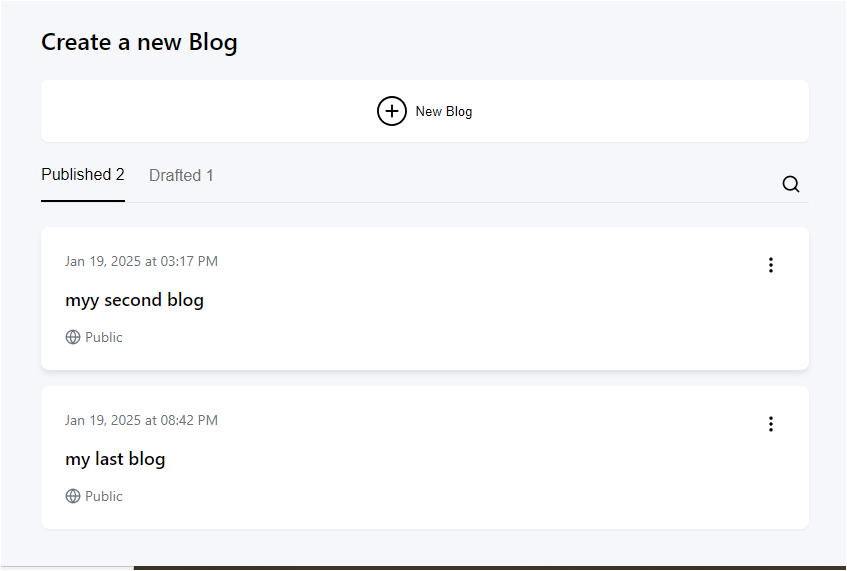 Create a new Blog
New Blog
Published 2
Drafted 1
Jan 19, 2025 at 03:17 PM
myy second blog
Public
Jan 19, 2025 at 08:42 PM
my last blog
Public